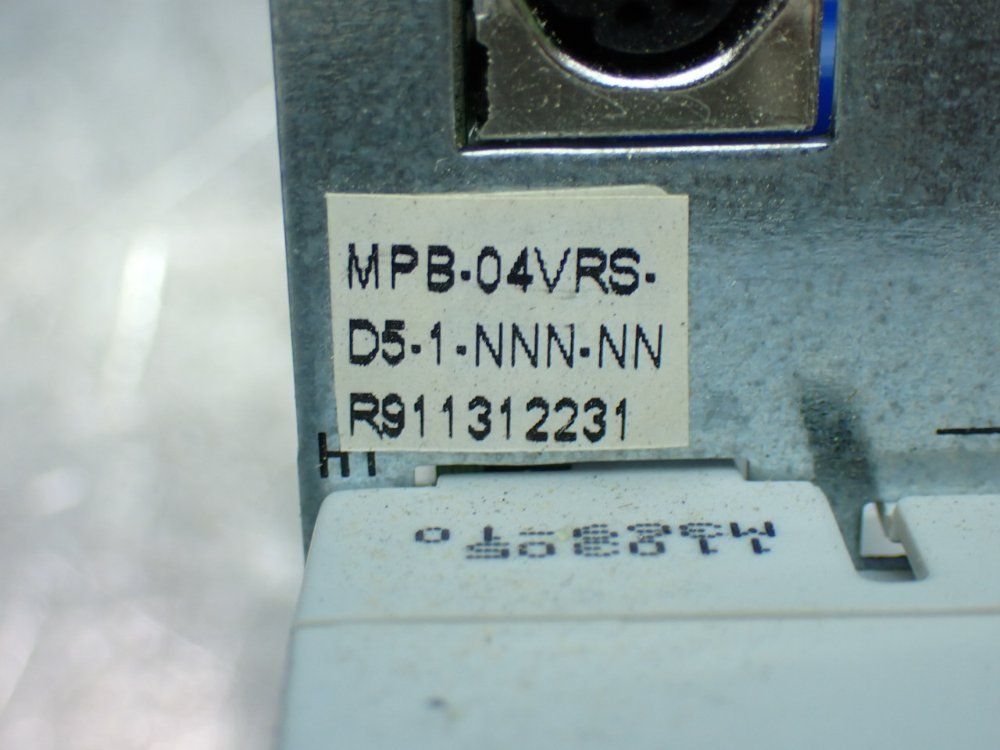 MPB-04VRS-
D5-1-NNN-NN
R911312231
H1